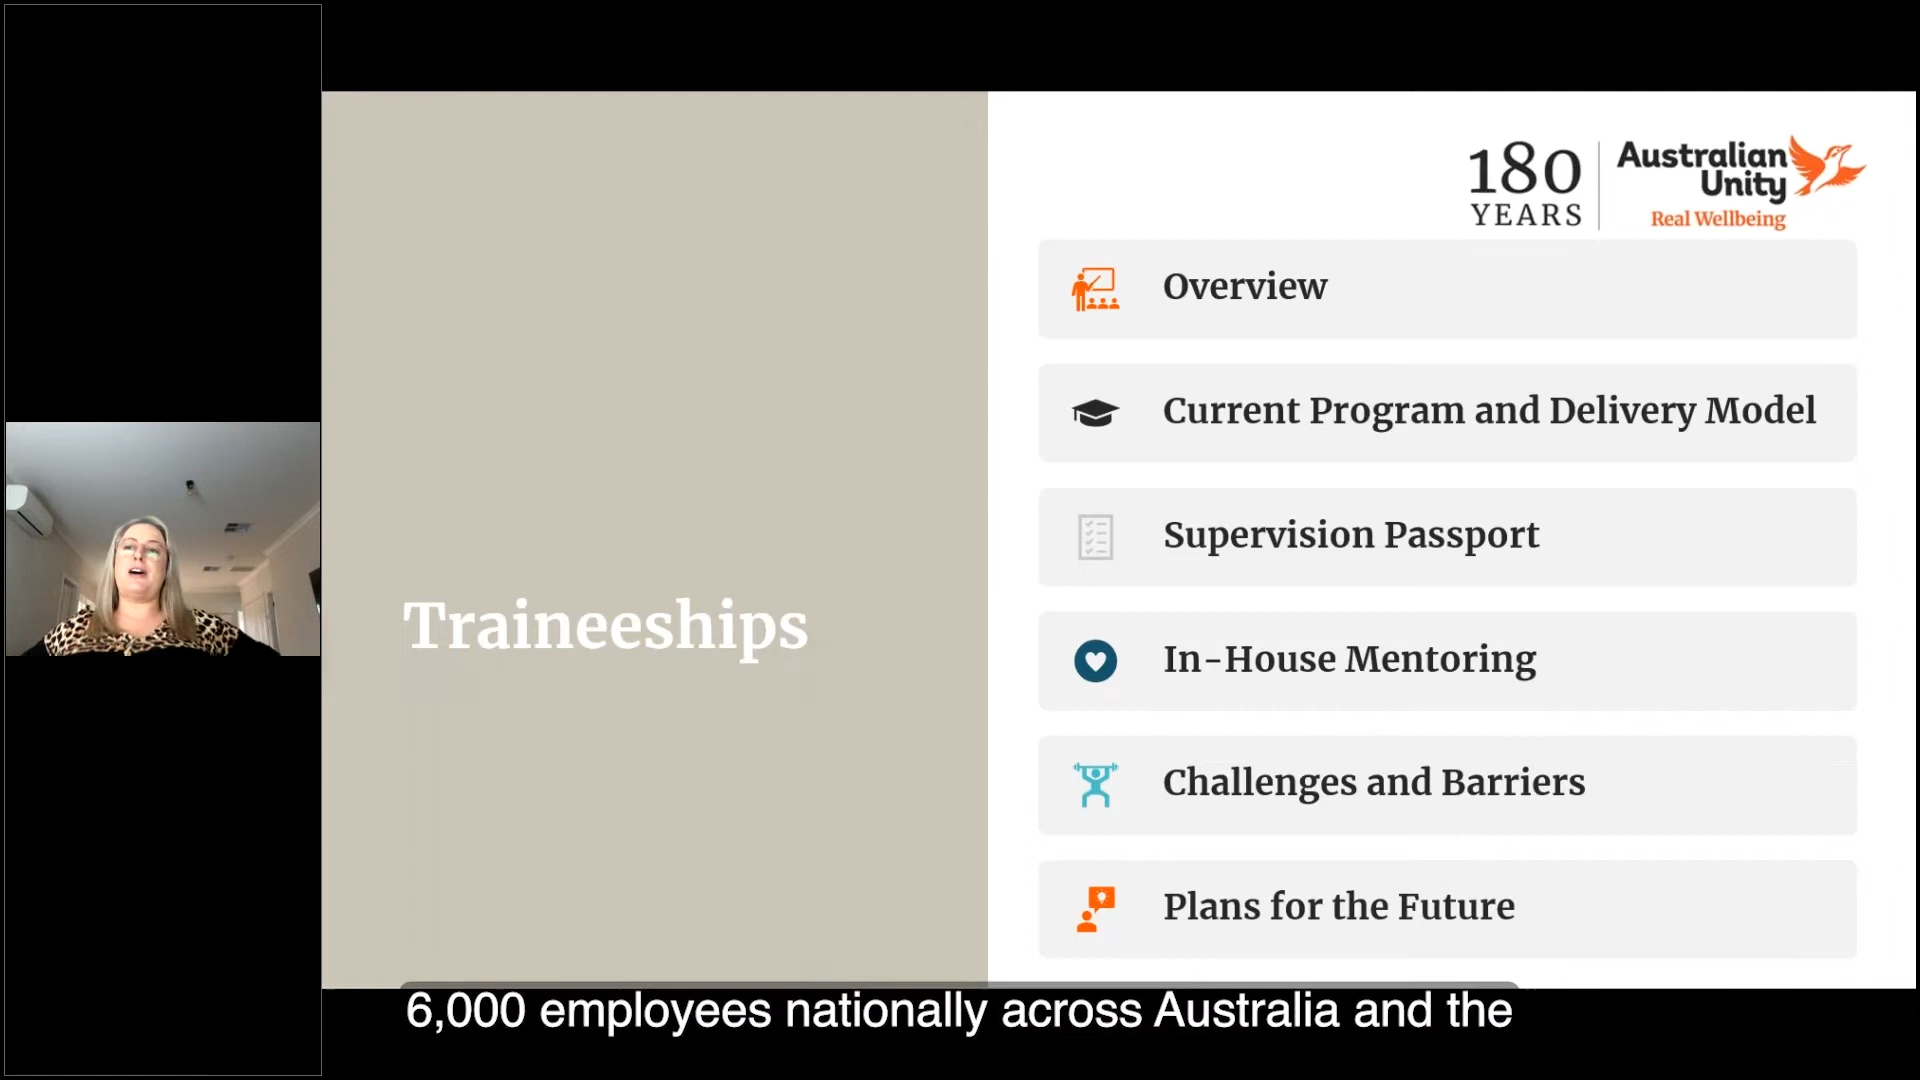 180
YEARS
Australian
Unity
Real Wellbeing
Traineeships
Overview
Current Program and Delivery Model
Supervision Passport
In-House Mentoring
Challenges and Barriers
Plans for the Future
6,000 employees nationally across Australia and the